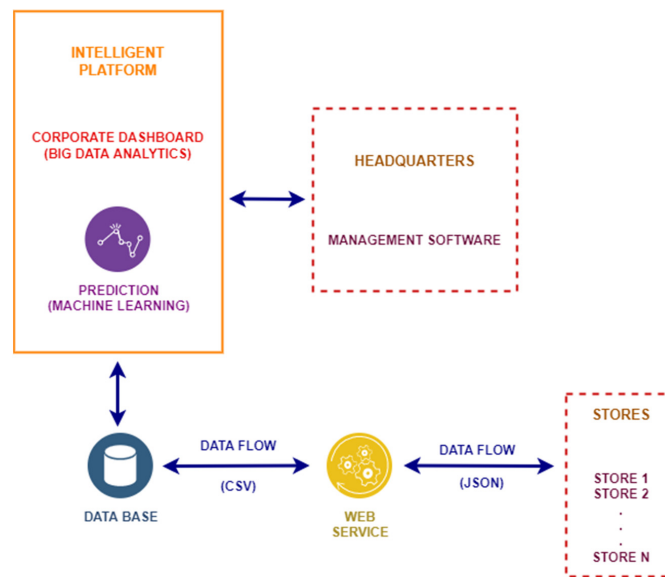 INTELLIGENT
PLATFORM
CORPORATE DASHBOARD
(BIG DATA ANALYTICS)
PREDICTION
(MACHINE LEARNING)
HEADQUARTERS
MANAGEMENT SOFTWARE
DATA BASE
DATA FLOW
(CSV)
WEB
SERVICE
DATA FLOW
(JSON)
STORES
STORE 1
STORE 2
.
.
.
STORE N